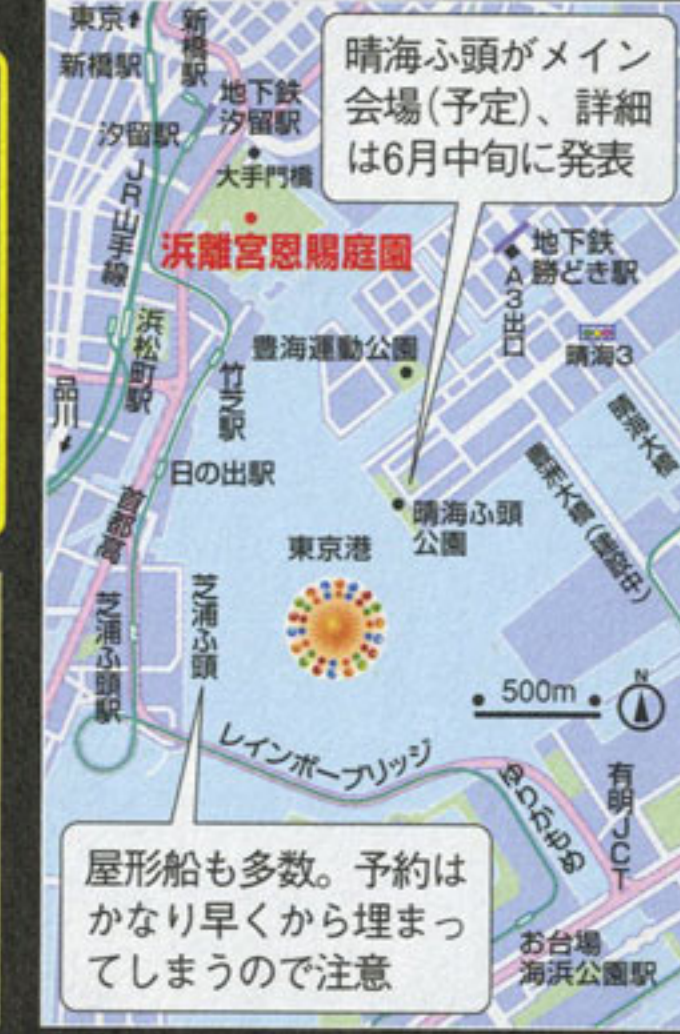 東京
新橋駅
新橋駅
地下鉄
汐留駅
汐留駅
大手門橋
JR山手線
浜離宮恩賜庭園
晴海ふ頭がメイン
会場(予定)、詳細
は6月中旬に発表
地下鉄
勝どき駅
A3出口
晴海3
豊海運動公園
浜松町駅
竹芝駅
品川
日の出駅
首都高
晴海大橋
豊洲大橋(建設中)
晴海ふ頭
公園
東京港
芝浦ふ頭
芝浦ふ頭駅
500m
N
レインボーブリッジ
ゆりかもめ
有明JCT
屋形船も多数。予約は
かなり早くから埋まっ
てしまうので注意
お台場
海浜公園駅